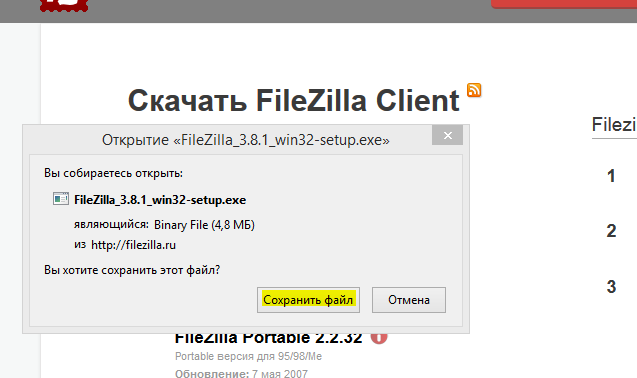 Скачать FileZilla Client
Filezi
Открытие «FileZilla_3.8.1_win32-setup.exe»
Вы собираетесь открыть:
FileZilla_3.8.1_win32-setup.exe
являющийся: Binary File (4,8 МБ)
из http://filezilla.ru
Вы хотите сохранить этот файл?
Сохранить файл
Отмена
1
2
3
FileZilla Portable 2.2.32
Portable версия для 95/98/Me
Обновление: 7 мая 2007